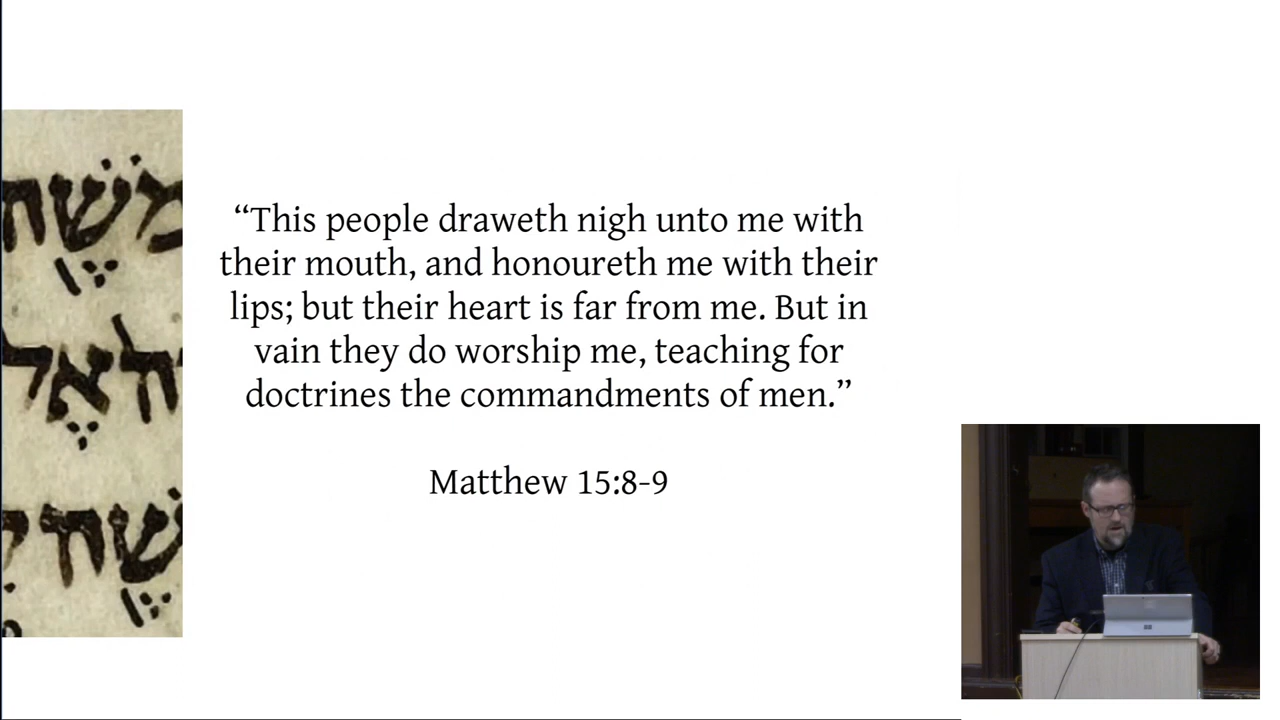 “This people draweth nigh unto me with
their mouth, and honoureth me with their
lips; but their heart is far from me. But in
vain they do worship me, teaching for
doctrines the commandments of men.”
Matthew 15:8-9